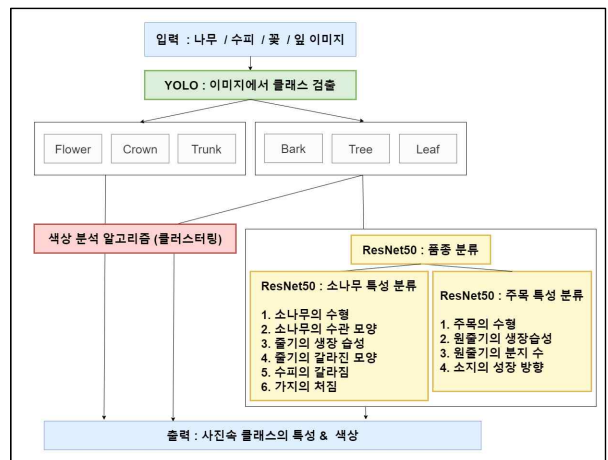 입력 : 나무 / 수피 / 꽃 / 잎 이미지
YOLO : 이미지에서 클래스 검출
Flower
Crown
Trunk
Bark
Tree
Leaf
색상 분석 알고리즘 (클러스터링)
ResNet50 : 품종 분류
ResNet50 : 소나무 특성 분류
1. 소나무의 수형
2. 소나무의 수관 모양
3. 줄기의 생장 습성
4. 줄기의 갈라진 모양
5. 수피의 갈라짐
6. 가지의 처짐
ResNet50 : 주목 특성 분류
1. 주목의 수형
2. 원줄기의 생장습성
3. 원줄기의 분지 수
4. 소지의 성장 방향
출력 : 사진속 클래스의 특성 & 색상